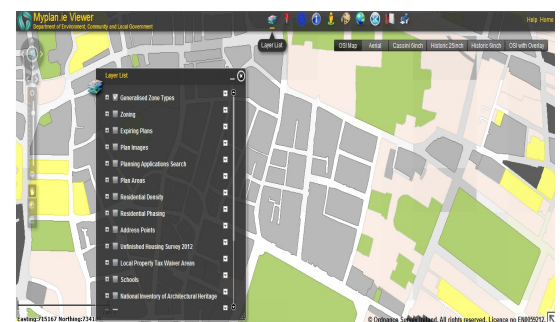 Myplan.ie Viewer
Department of Environment, Community and Local Government
Help Home
Layer List
OSI Map Aerial Cassini 6inch Historic 25inch Historic 6inch OSI with Overlay
Layer List
Generalised Zone Types
Zoning
Expiring Plans
Plan Images
Planning Applications Search
Plan Areas
Residential Density
Residential Phasing
Address Points
Unfinished Housing Survey 2012
Local Property Tax Waiver Areas
Schools
National Inventory of Architectural Heritage
Easting:715167 Northing:7341
© Ordnance Survey Ireland. All rights reserved. Licence no EN0059212.